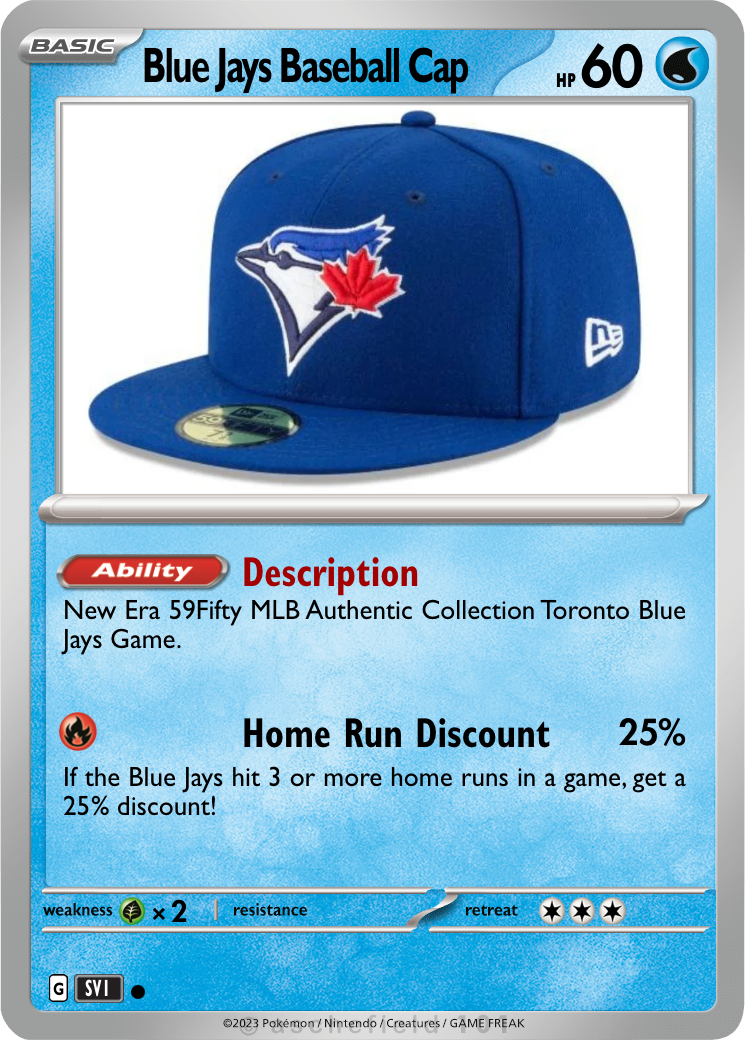 BASIC
Blue Jays Baseball Cap
HP 60
Ability Description
New Era 59Fifty MLB Authentic Collection Toronto Blue
Jays Game.
Home Run Discount 25%
If the Blue Jays hit 3 or more home runs in a game, get a
25% discount!
weakness × 2 resistance retreat
G SVI
©2023 Pokémon / Nintendo / Creatures / GAME FREAK